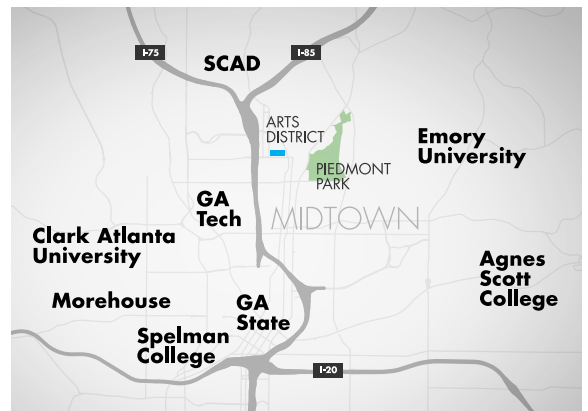 I-75
I-85
SCAD
ARTS
DISTRICT
Emory
University
PIEDMONT
PARK
GA
Tech
MIDTOWN
Clark Atlanta
University
Agnes
Scott
College
Morehouse
GA
State
Spelman
College
I-20